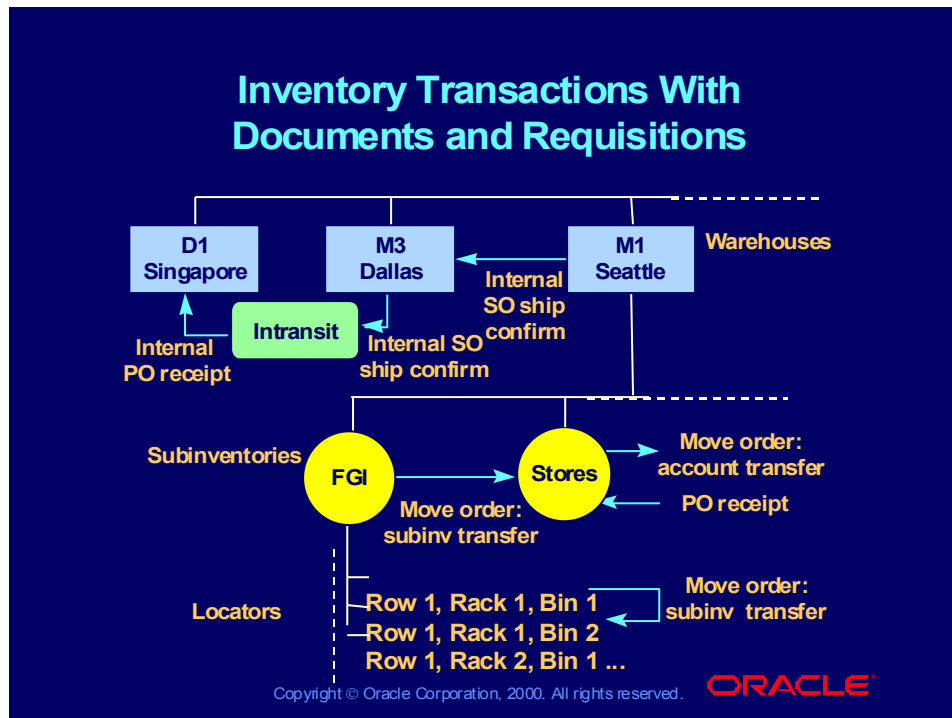 Inventory Transactions With
Documents and Requisitions
D1
Singapore
M3
Dallas
M1
Seattle
Warehouses
Internal
SO ship
confirm
Intransit
Internal
PO receipt
Internal SO
ship confirm
Subinventories
FGI
Stores
Move order:
account transfer
PO receipt
Move order:
subinv transfer
Locators
Row 1, Rack 1, Bin 1
Row 1, Rack 1, Bin 2
Row 1, Rack 2, Bin 1 ...
Move order:
subinv transfer
Copyright © Oracle Corporation, 2000. All rights reserved.
ORACLE®